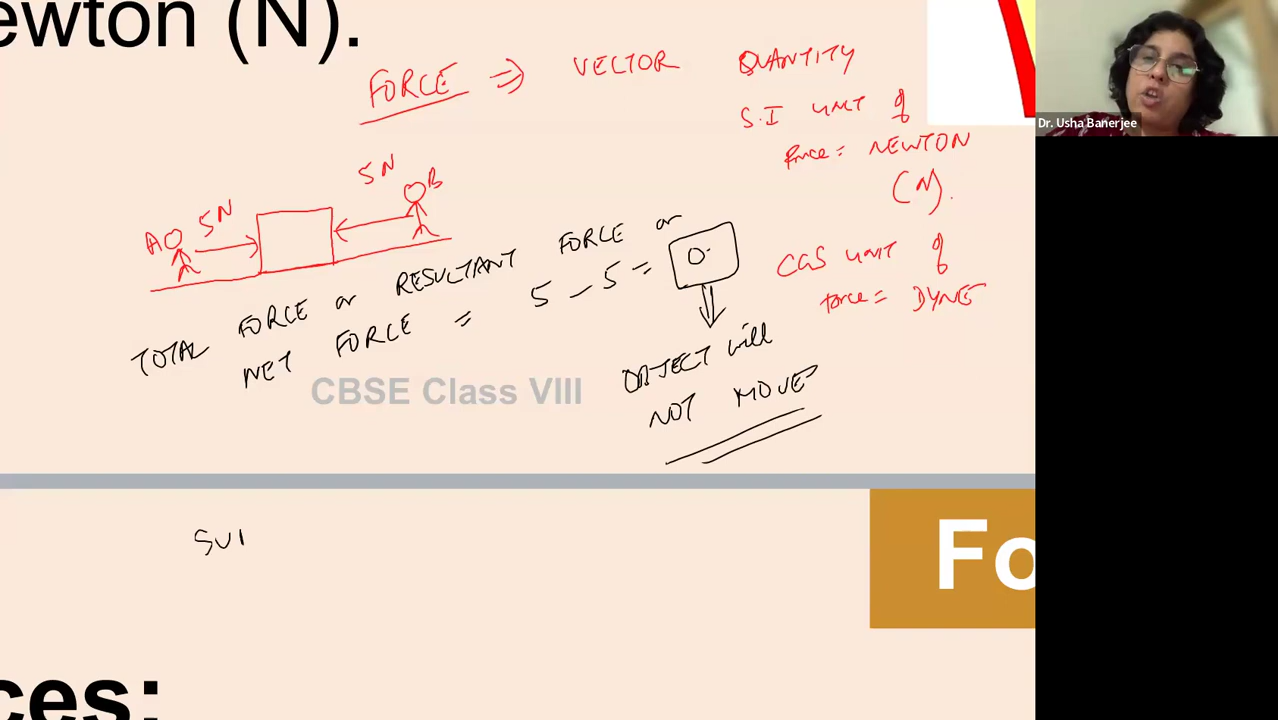 ewton (N).
FORCE ⇒ VECTOR QUANTITY
S.I unit of
Force = NEWTON
(N).
Dr. Usha Banerjee
5N
5N
A
B
TOTAL FORCE or RESULTANT FORCE or
NET FORCE = 5 - 5 = 0
CGS unit of
force = DYNE
OBJECT will
NOT MOVE
CBSE Class VIII
SUI
Fo
ces: